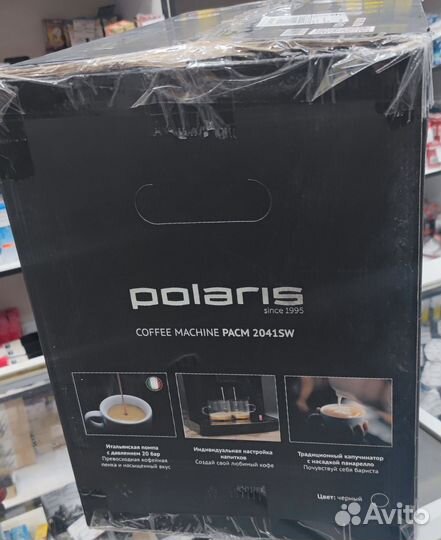 polaris
since 1995
COFFEE MACHINE PACM 2041SW
Итальянская помпа
с давлением 20 бар
Превосходная кофейная
пенка и насыщенный вкус
Индивидуальная настройка
напитков
Создай свой любимый кофе
Традиционный капучинатор
с насадкой панарелло
Почувствуй себя бариста
Цвет: черный
Avito